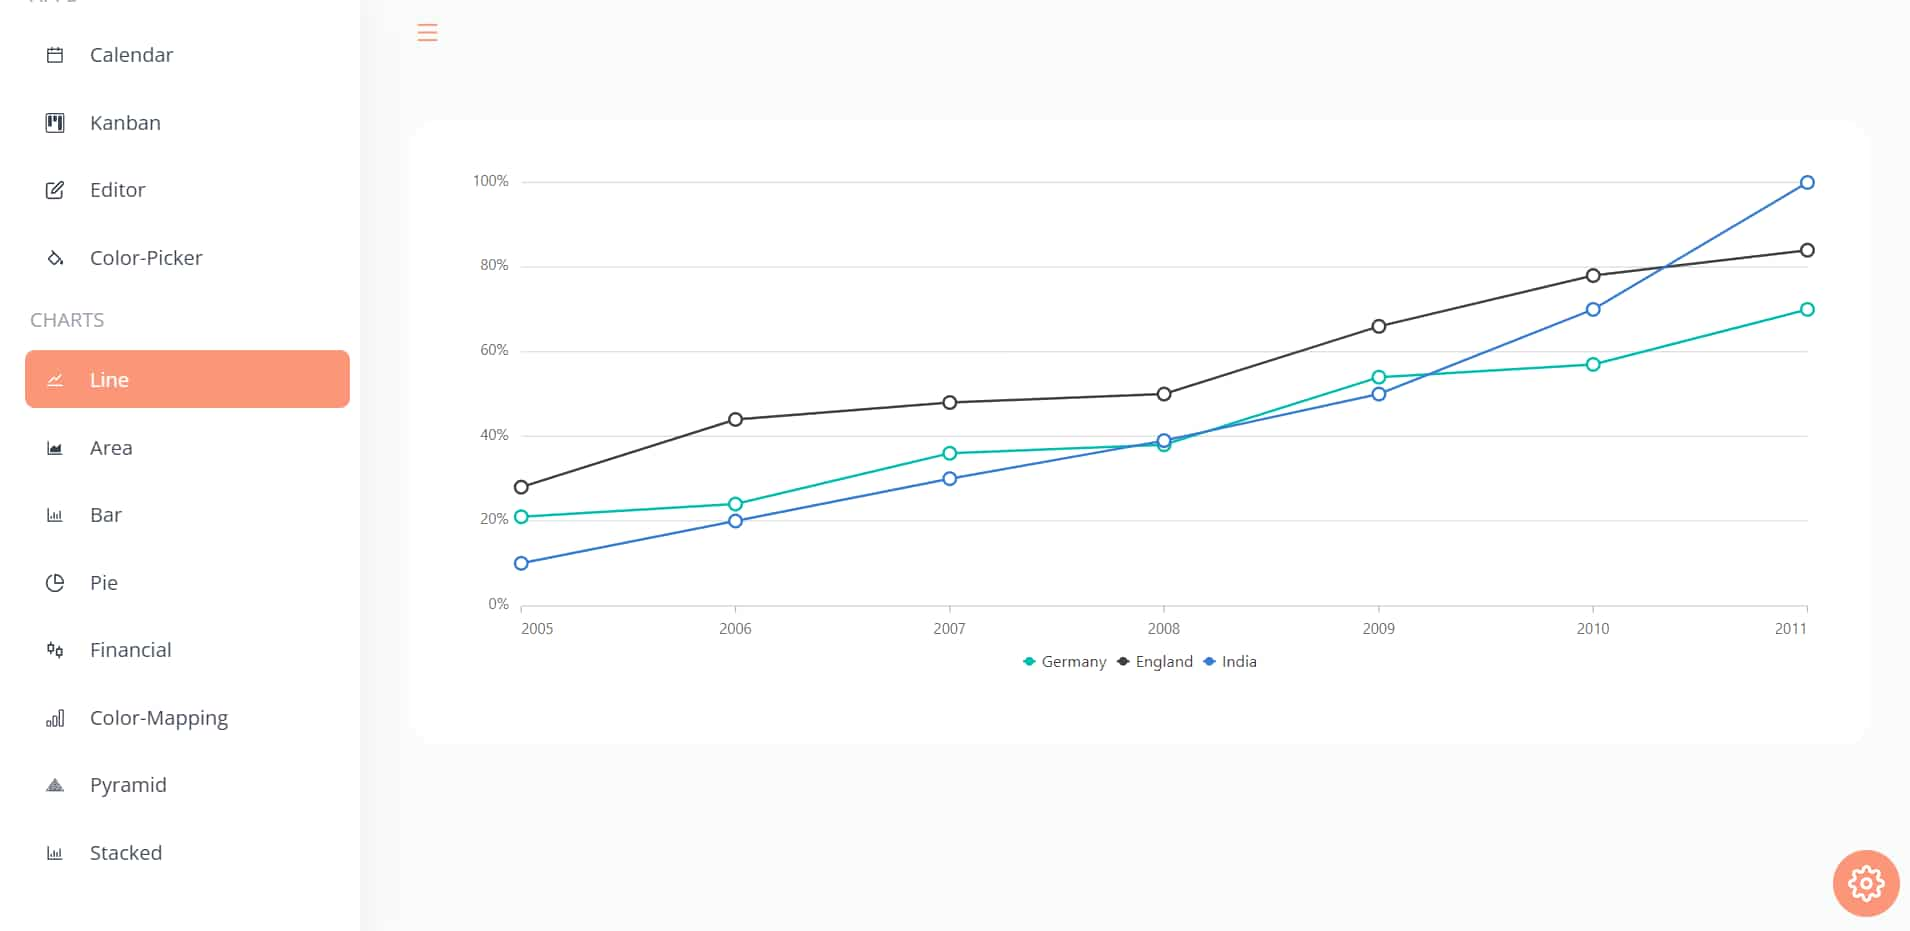 Calendar
Kanban
Editor
Color-Picker
CHARTS
Line
Area
Bar
Pie
Financial
Color-Mapping
Pyramid
Stacked
100%
80%
60%
40%
20%
0%
2005 2006 2007 2008 2009 2010 2011
Germany England India